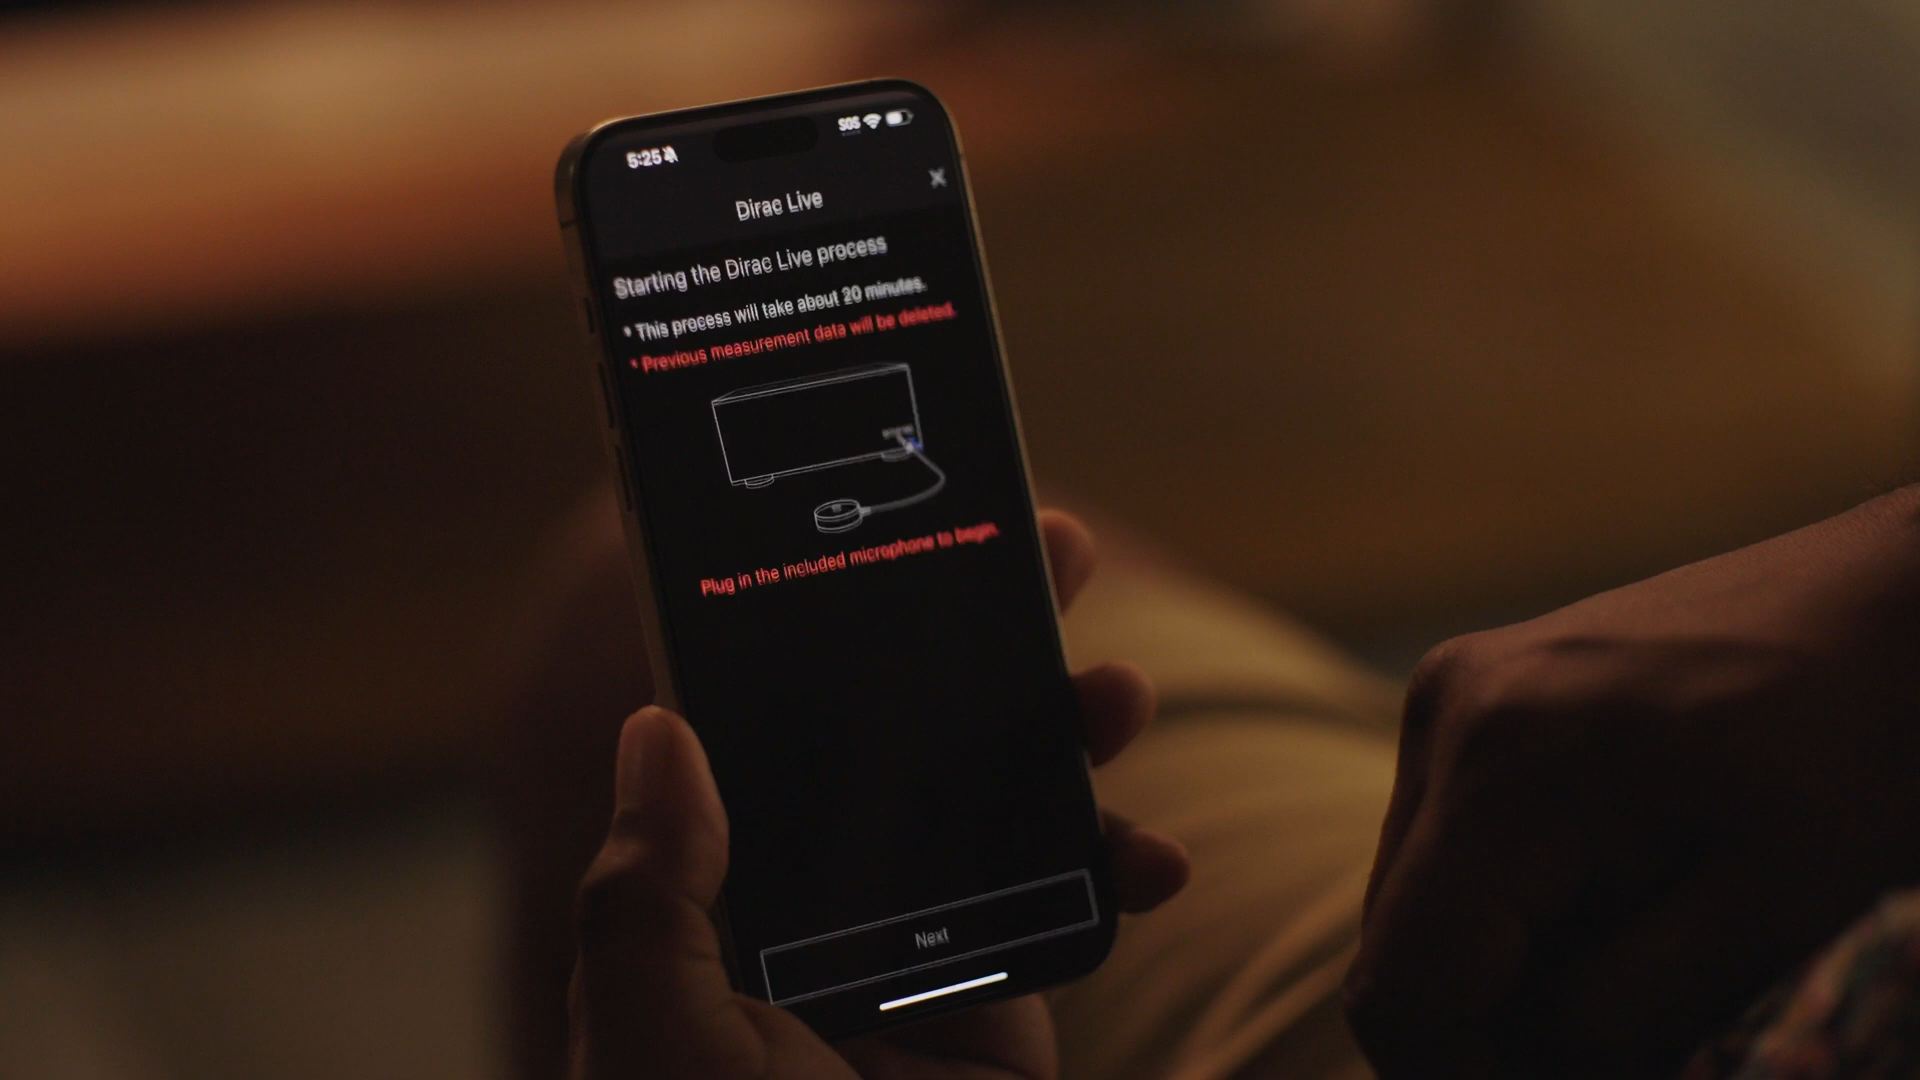 5:25
SOS
Dirac Live
Starting the Dirac Live process
• This process will take about 20 minutes.
• Previous measurement data will be deleted.
Plug in the included microphone to begin.
Next